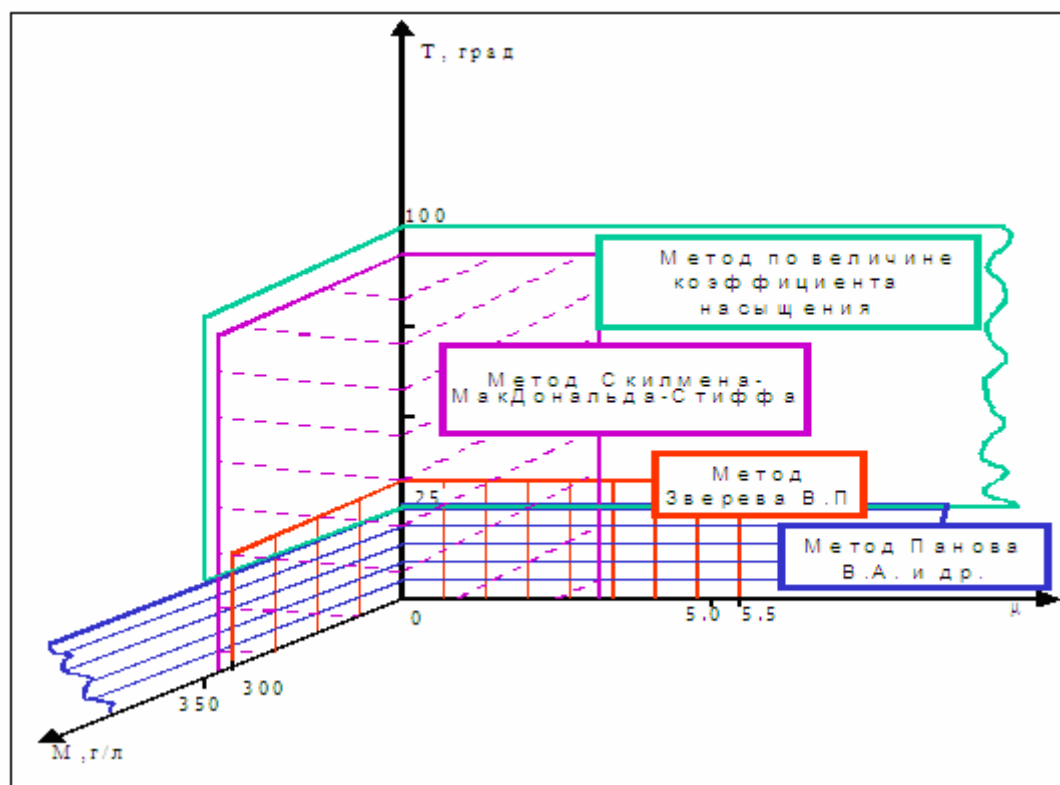 Т, град
100
Метод по величине
коэффициента
насыщения
Метод Скилмена-
МакДональда-Стиффа
Метод
Зверева В.П
25
Метод Панова
В.А. и др.
0
5.0
5.5
μ
300
350
М ,г/л